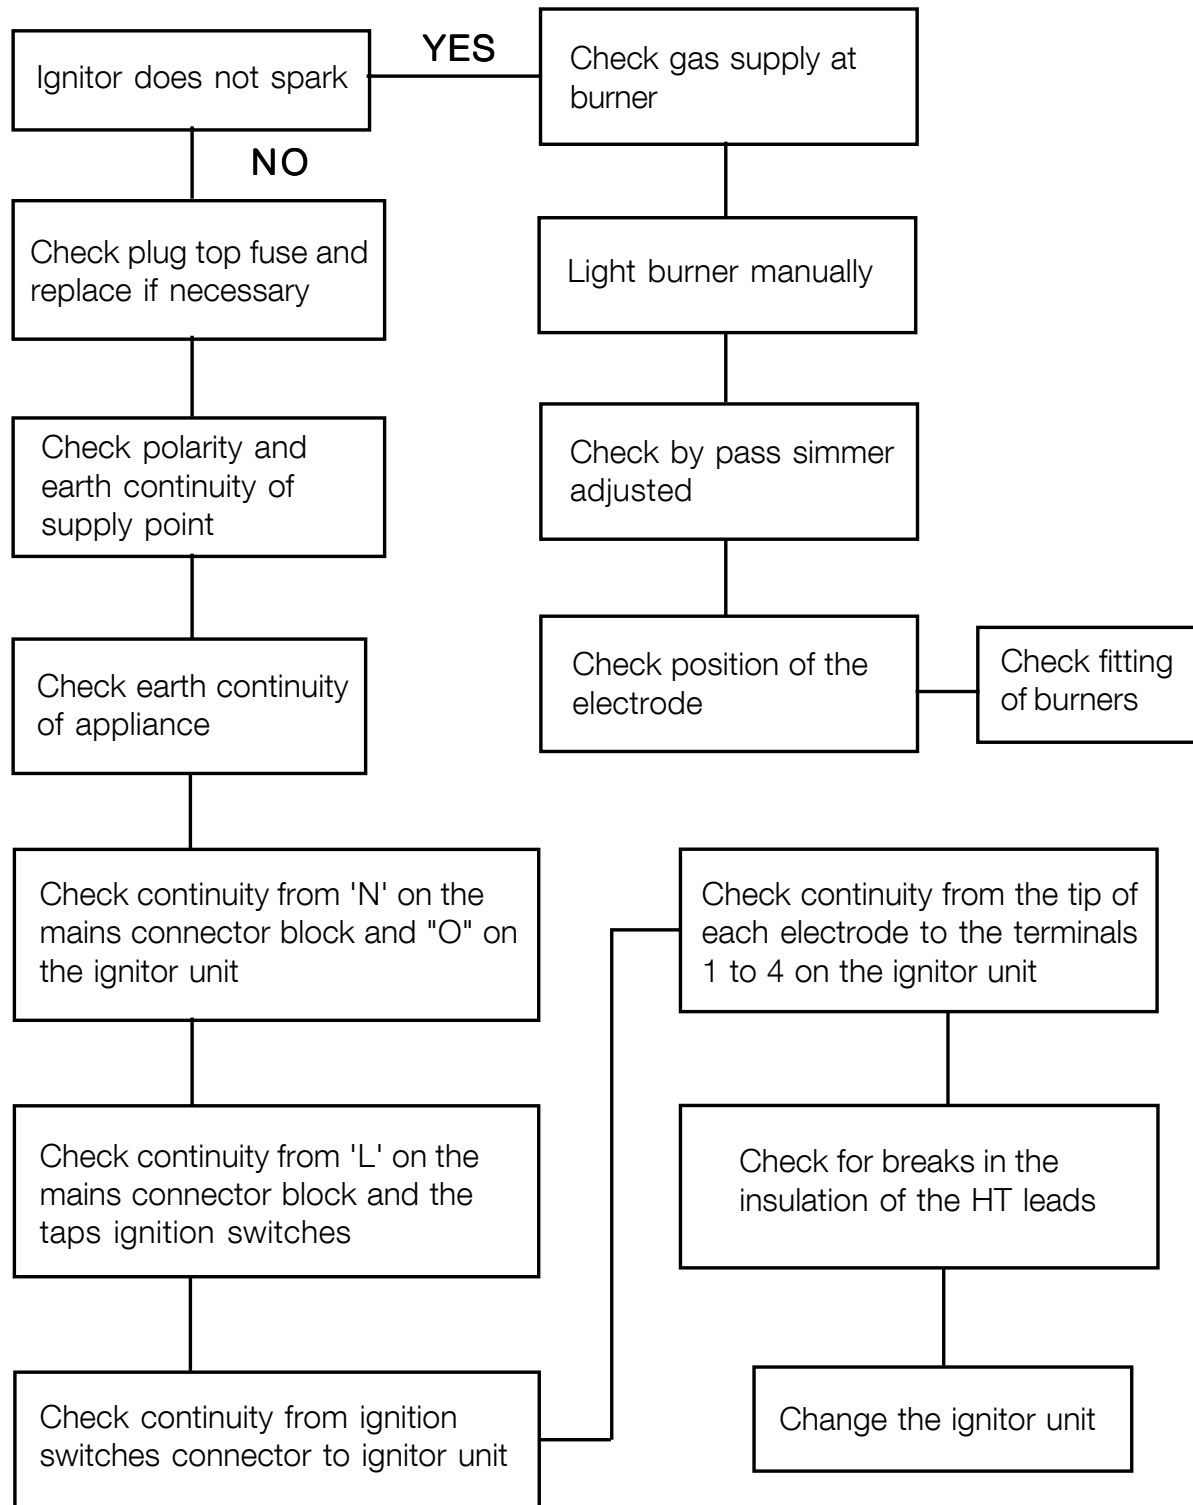 Ignitor does not spark
YES
Check gas supply at
burner
NO
Check plug top fuse and
replace if necessary
Light burner manually
Check polarity and
earth continuity of
supply point
Check by pass simmer
adjusted
Check earth continuity
of appliance
Check position of the
electrode
Check fitting
of burners
Check continuity from 'N' on the
mains connector block and "O" on
the ignitor unit
Check continuity from 'L' on the
mains connector block and the
taps ignition switches
Check continuity from ignition
switches connector to ignitor unit
Check continuity from the tip of
each electrode to the terminals
1 to 4 on the ignitor unit
Check for breaks in the
insulation of the HT leads
Change the ignitor unit